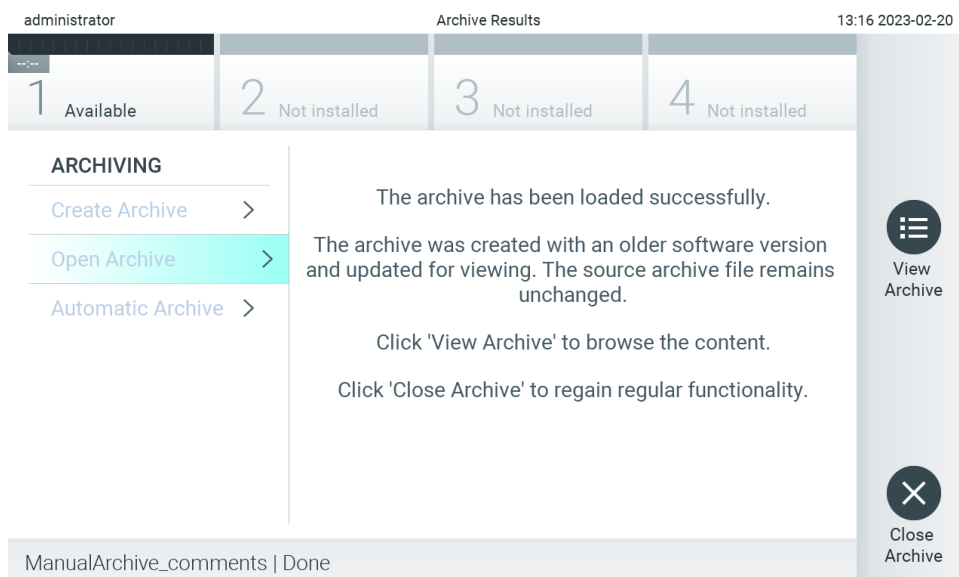 administrator
Archive Results
13:16 2023-02-20
--:--
1 Available
2 Not installed
3 Not installed
4 Not installed
ARCHIVING
Create Archive
Open Archive
Automatic Archive
The archive has been loaded successfully.
The archive was created with an older software version
and updated for viewing. The source archive file remains
unchanged.
Click 'View Archive' to browse the content.
Click 'Close Archive' to regain regular functionality.
View
Archive
Close
Archive
ManualArchive_comments | Done